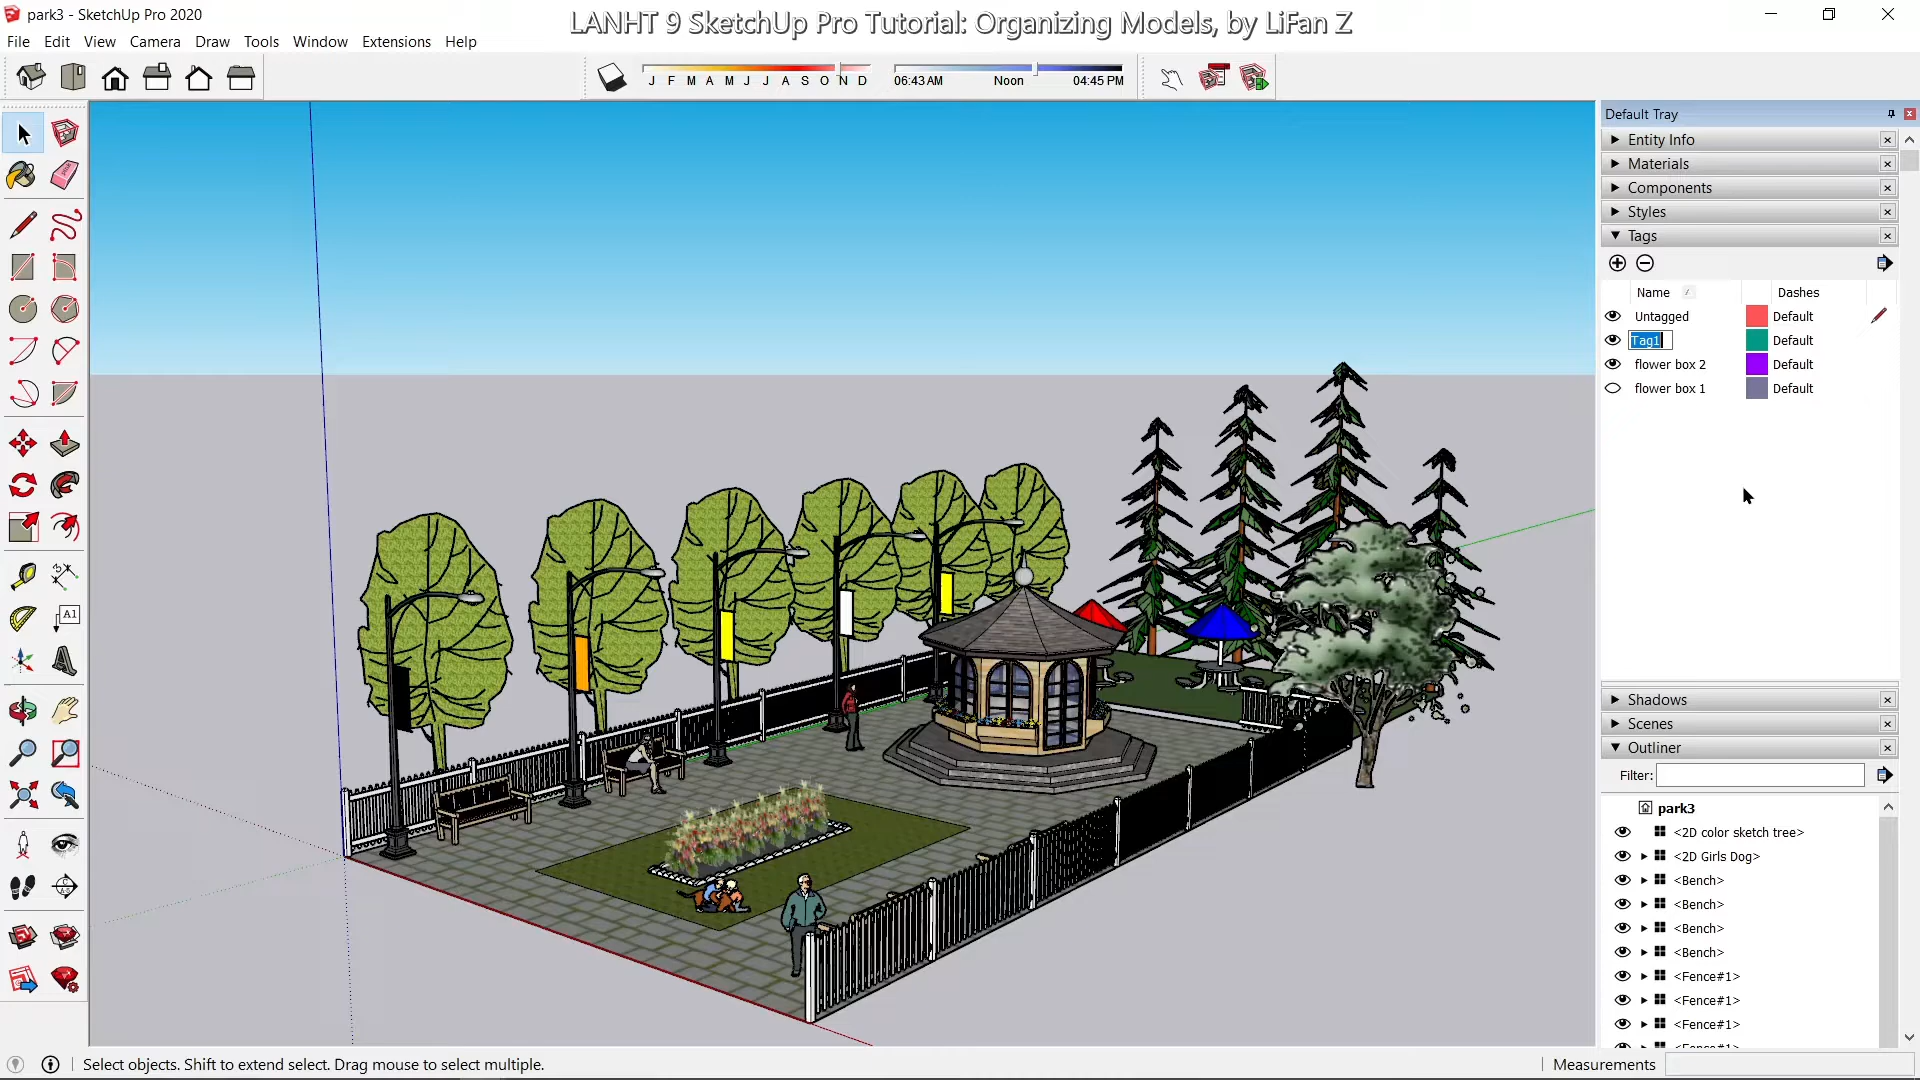 park3 - SketchUp Pro 2020
LANHT 9 SketchUp Pro Tutorial: Organizing Models, by LiFan Z
File Edit View Camera Draw Tools Window Extensions Help
J F M A M J J A S O N D
06:43 AM Noon 04:45 PM
Default Tray
Entity Info
Materials
Components
Styles
Tags
Name Dashes
Untagged Default
Tag1 Default
flower box 2 Default
flower box 1 Default
A1
Shadows
Scenes
Outliner
Filter:
park3
<2D color sketch tree>
<2D Girls Dog>
<Bench>
<Bench>
<Bench>
<Bench>
<Fence#1>
<Fence#1>
<Fence#1>
<Fence#1>
Select objects. Shift to extend select. Drag mouse to select multiple.
Measurements